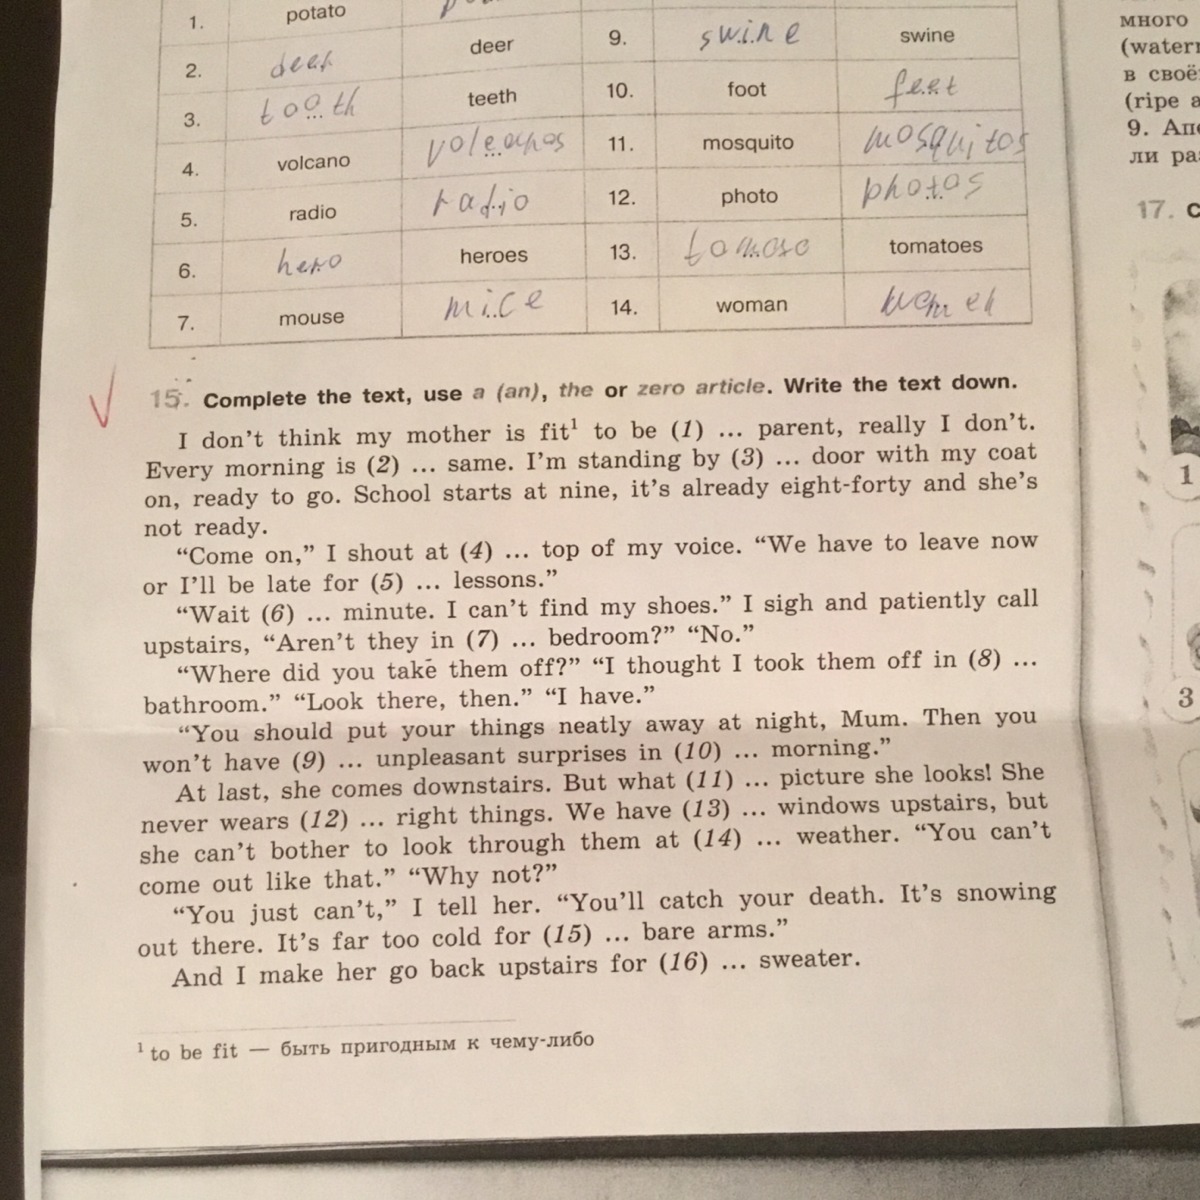 1. potato
2. deer deer 9. swine swine
3. tooth teeth 10. foot feet
4. volcano volcanos 11. mosquito mosquitos
5. radio radio 12. photo photos
6. hero heroes 13. tomatoes
7. mouse mice 14. woman women
15. Complete the text, use a (an), the or zero article. Write the text down.
I don't think my mother is fit¹ to be (1) ... parent, really I don't.
Every morning is (2) ... same. I'm standing by (3) ... door with my coat
on, ready to go. School starts at nine, it's already eight-forty and she's
not ready.
“Come on,” I shout at (4) ... top of my voice. “We have to leave now
or I'll be late for (5) ... lessons.”
“Wait (6) ... minute. I can't find my shoes.” I sigh and patiently call
upstairs, “Aren't they in (7) ... bedroom?” “No.”
“Where did you take them off?” “I thought I took them off in (8) ...
bathroom.” “Look there, then.” “I have.”
“You should put your things neatly away at night, Mum. Then you
won't have (9) ... unpleasant surprises in (10) ... morning.”
At last, she comes downstairs. But what (11) ... picture she looks! She
never wears (12) ... right things. We have (13) ... windows upstairs, but
she can't bother to look through them at (14) ... weather. “You can't
come out like that.” “Why not?”
“You just can't,” I tell her. “You'll catch your death. It's snowing
out there. It's far too cold for (15) ... bare arms.”
And I make her go back upstairs for (16) ... sweater.
¹ to be fit — быть пригодным к чему-либо
много
в своё
(ripe
9.
ли
17.
1
3